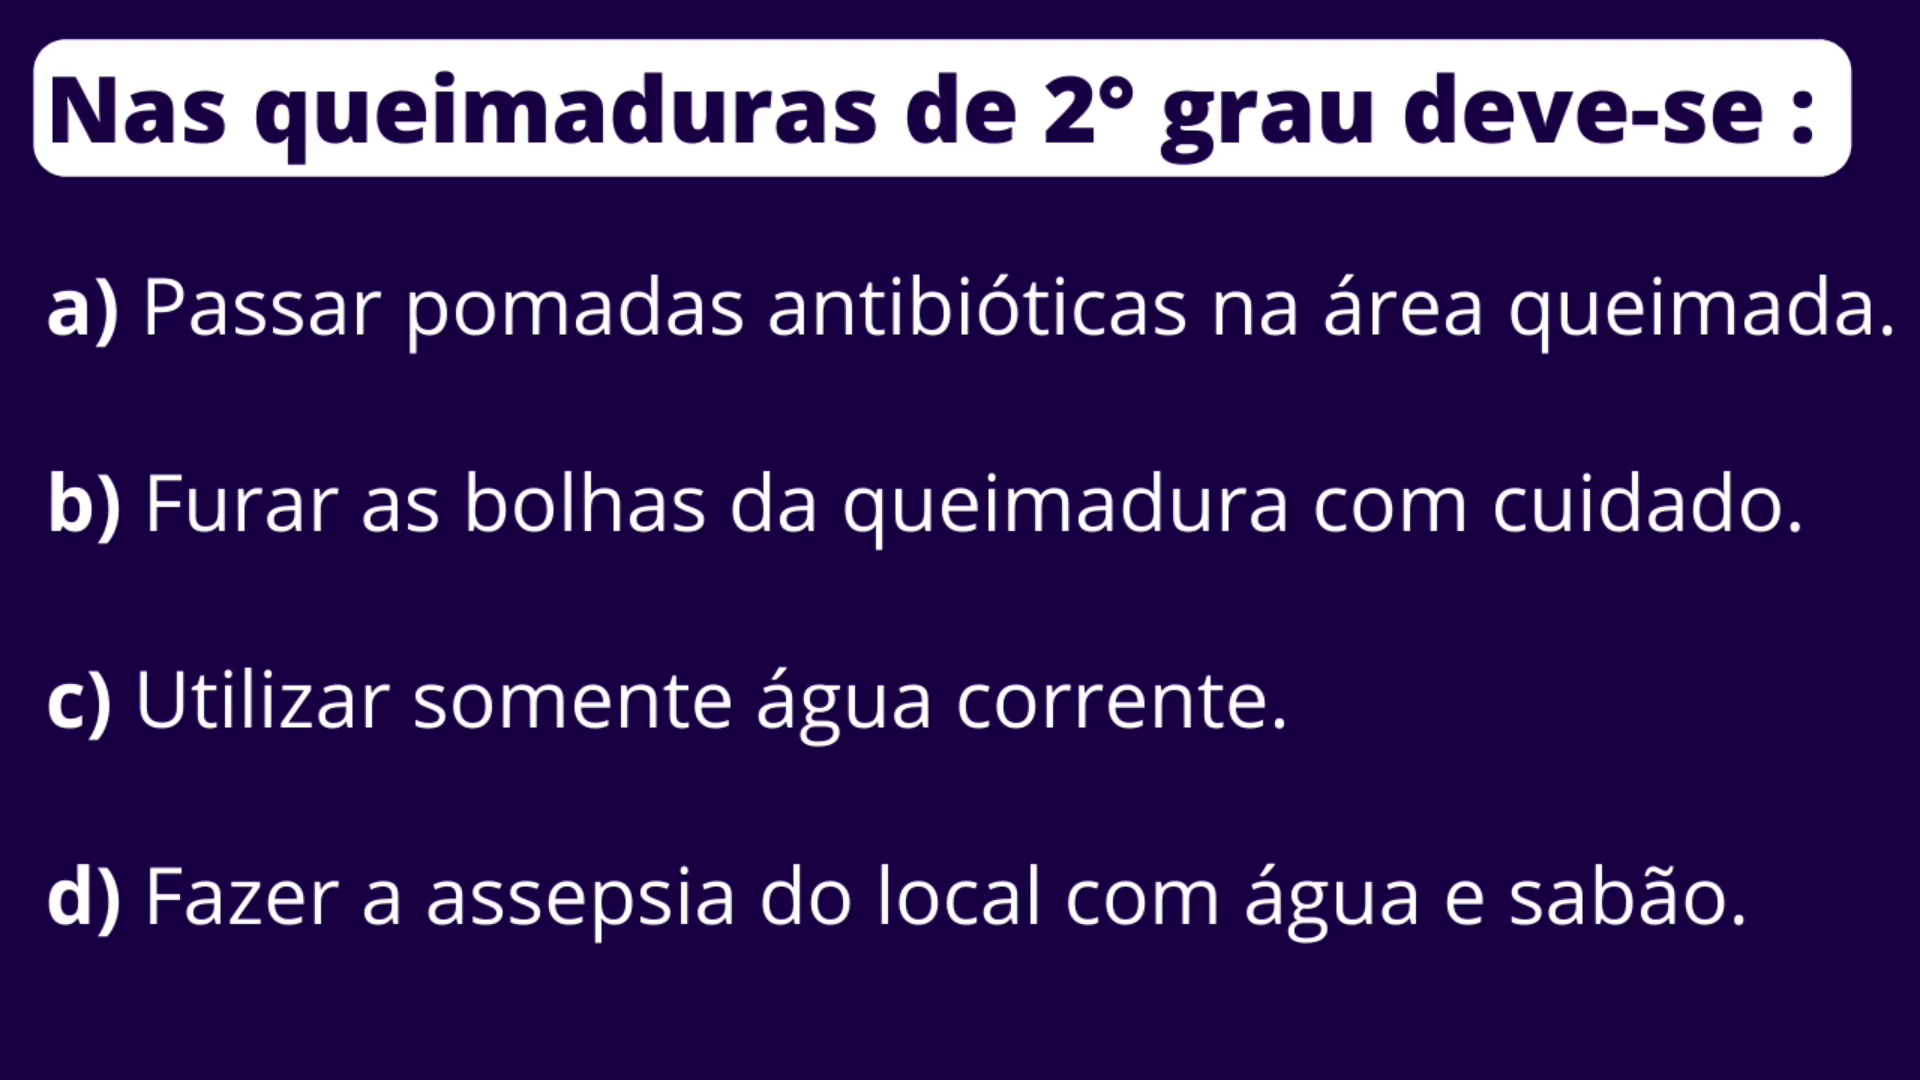 Nas queimaduras de 2° grau deve-se :
a) Passar pomadas antibióticas na área queimada.
b) Furar as bolhas da queimadura com cuidado.
c) Utilizar somente água corrente.
d) Fazer a assepsia do local com água e sabão.